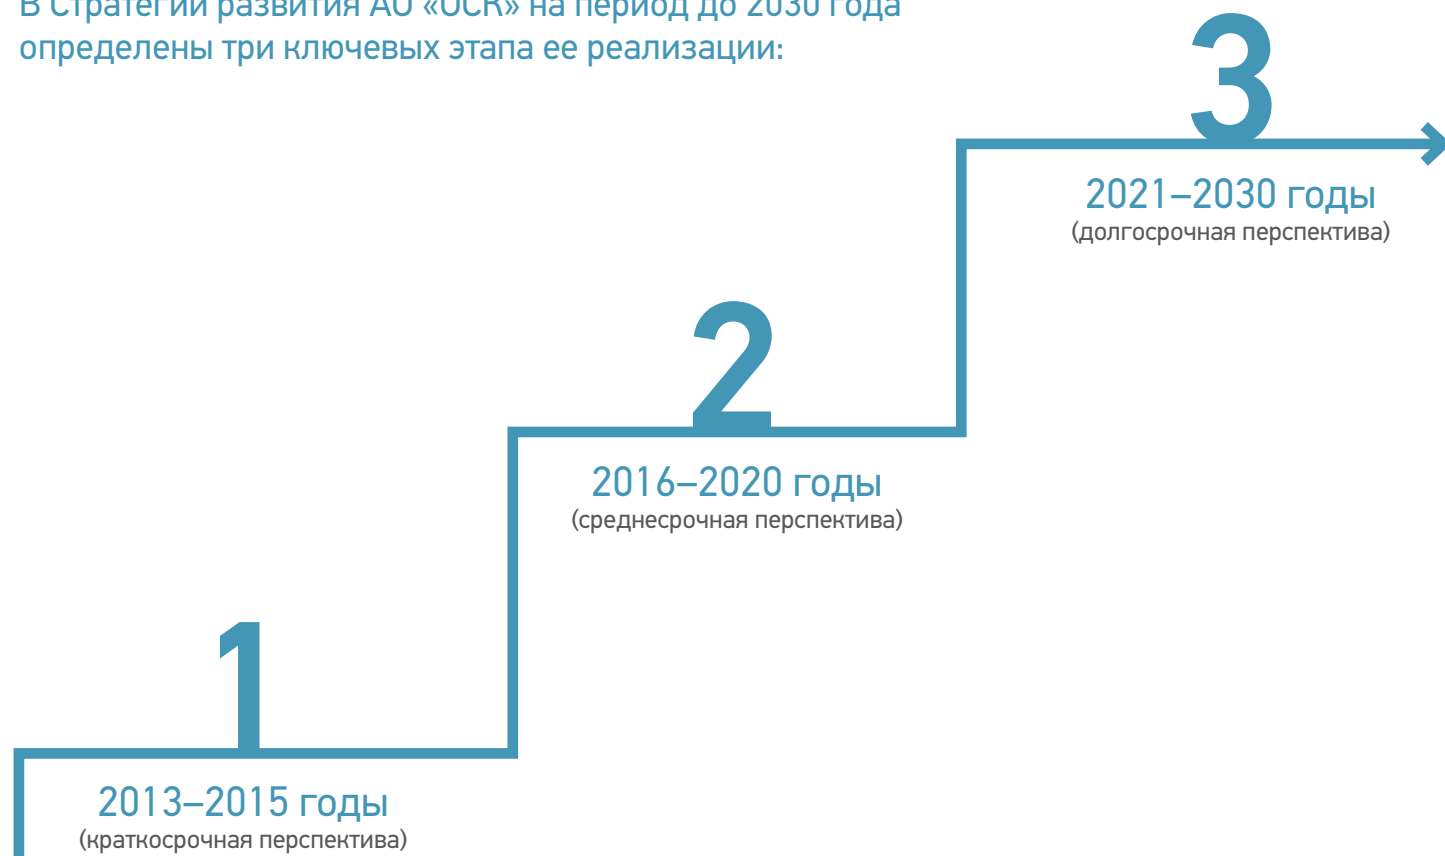 В Стратегии развития АО «ОСК» на период до 2030 года
определены три ключевых этапа ее реализации:
3
2021–2030 годы
(долгосрочная перспектива)
2
2016–2020 годы
(среднесрочная перспектива)
1
2013–2015 годы
(краткосрочная перспектива)